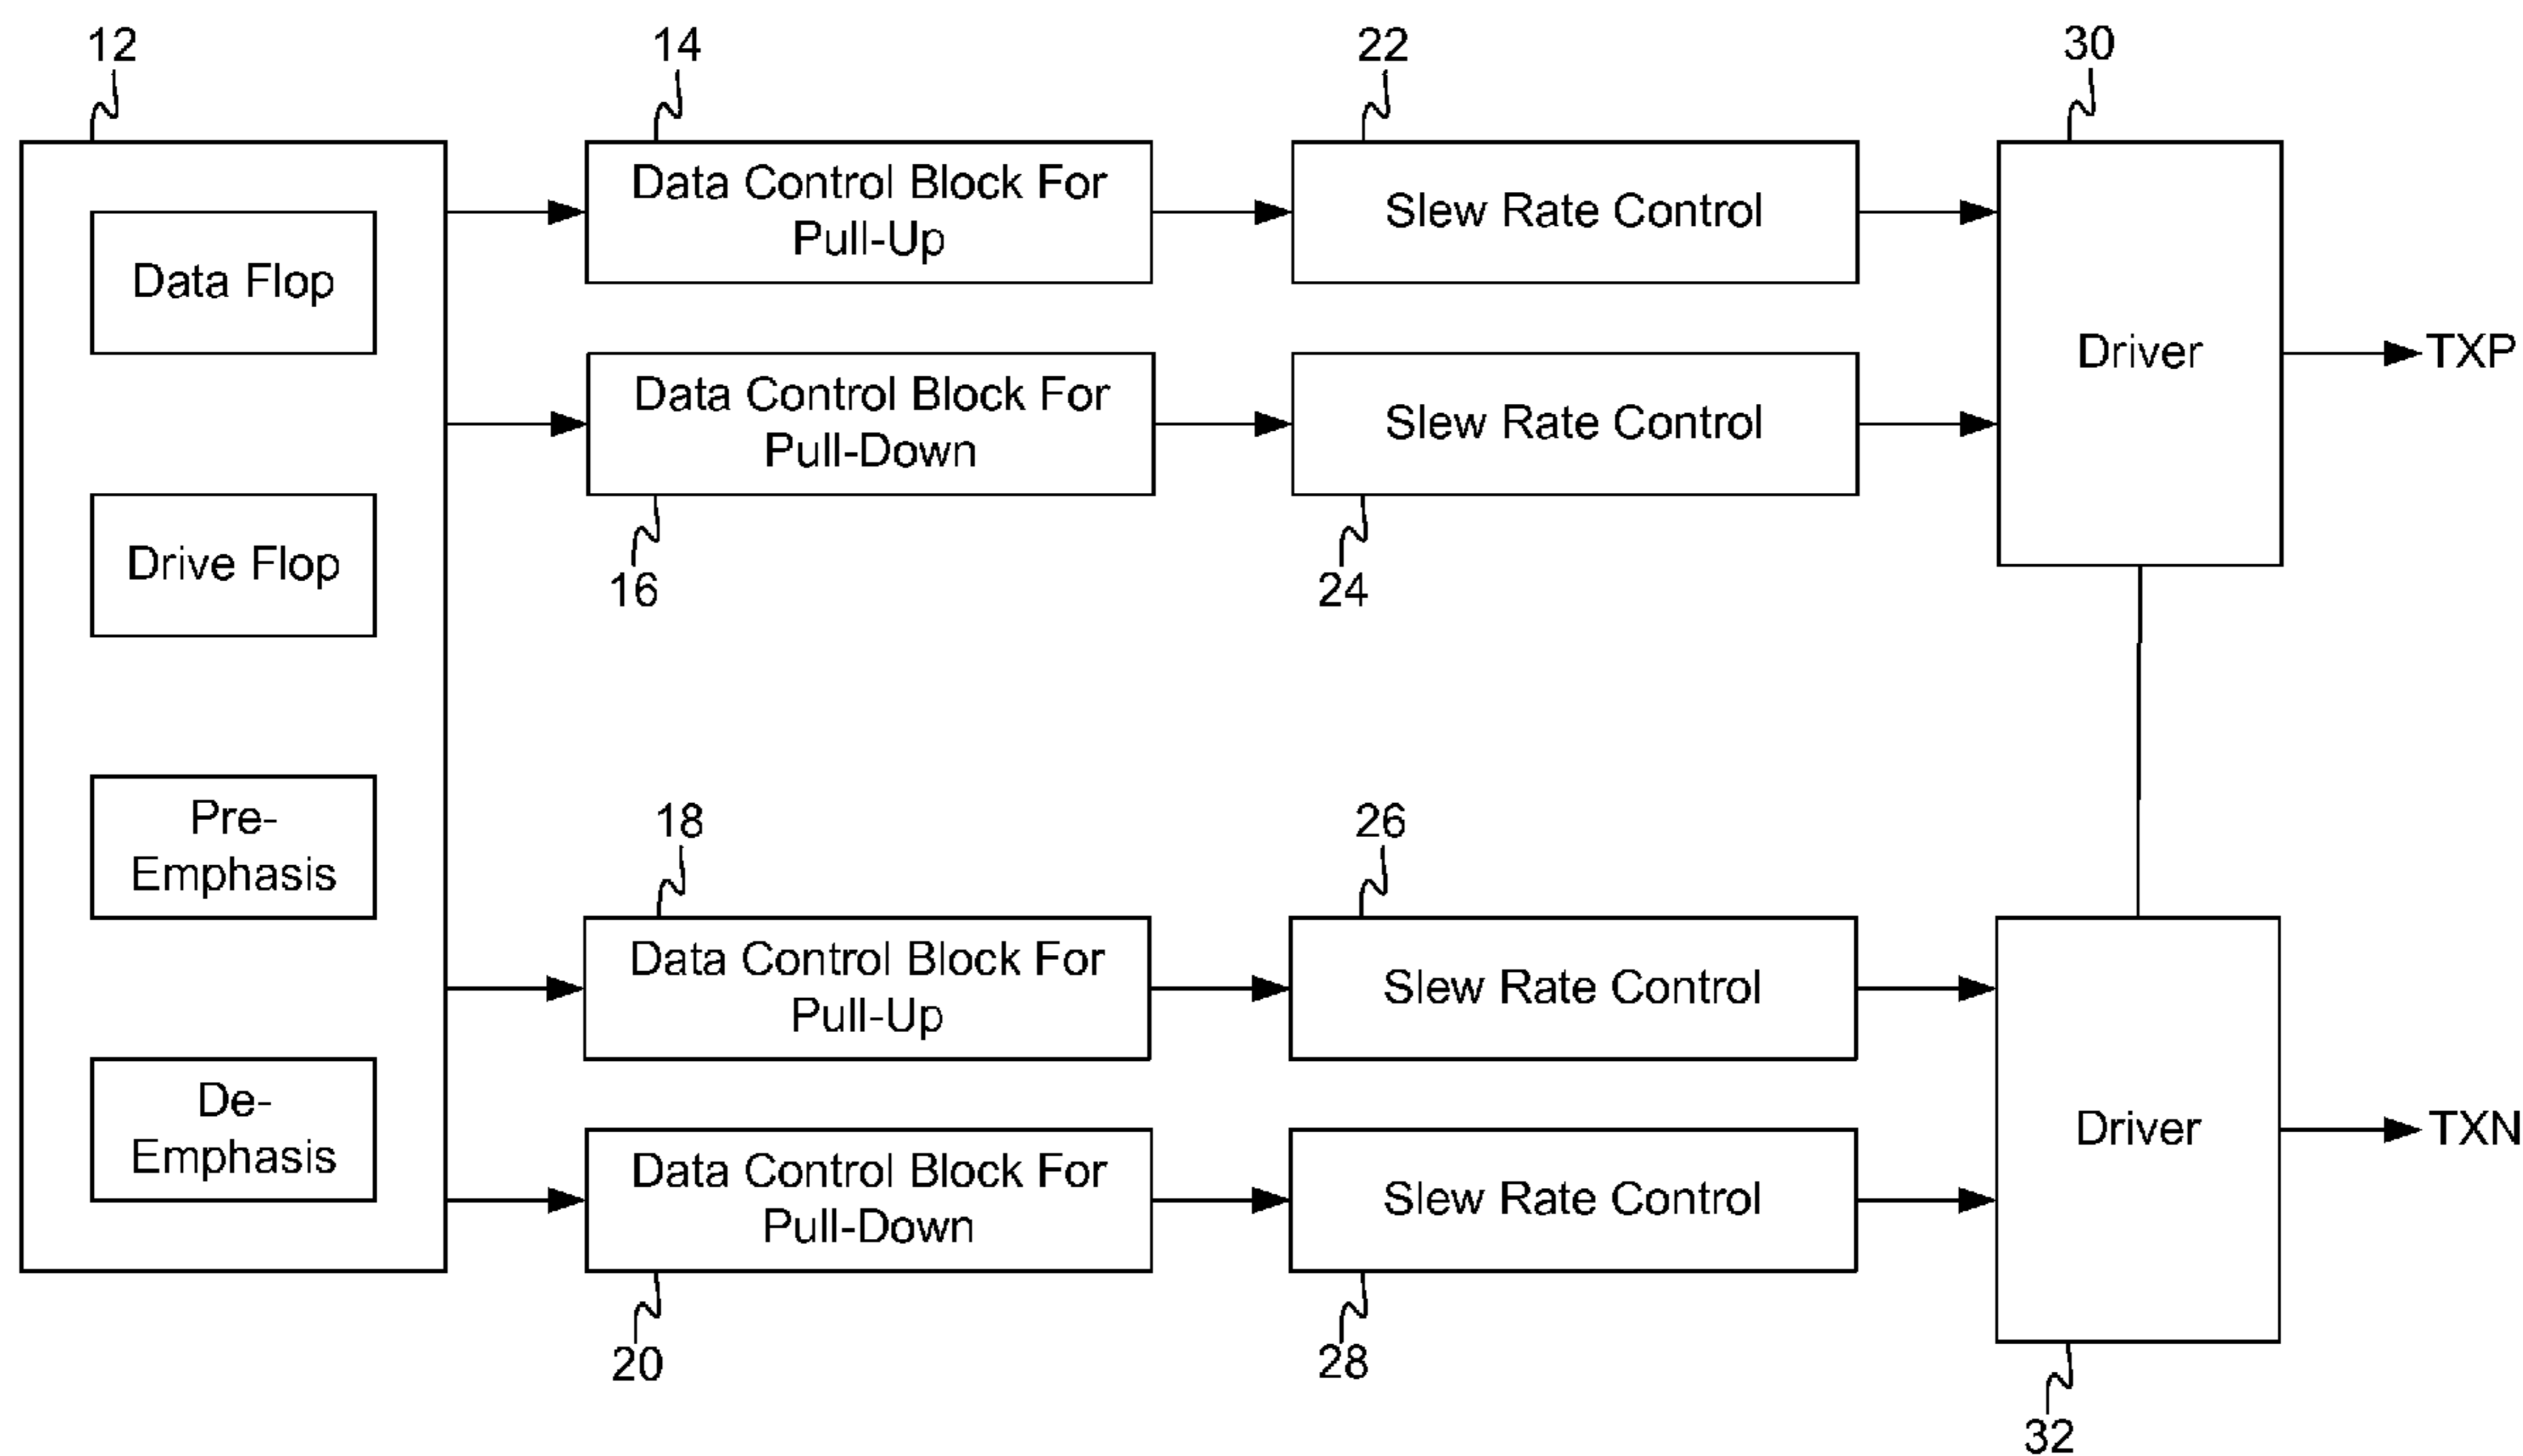 12
14
22
30
Data Flop
Drive Flop
Pre-
Emphasis
De-
Emphasis
Data Control Block For
Pull-Up
Slew Rate Control
Data Control Block For
Pull-Down
Slew Rate Control
16
24
Driver
TXP
18
26
Data Control Block For
Pull-Up
Slew Rate Control
Data Control Block For
Pull-Down
Slew Rate Control
20
28
Driver
TXN
32